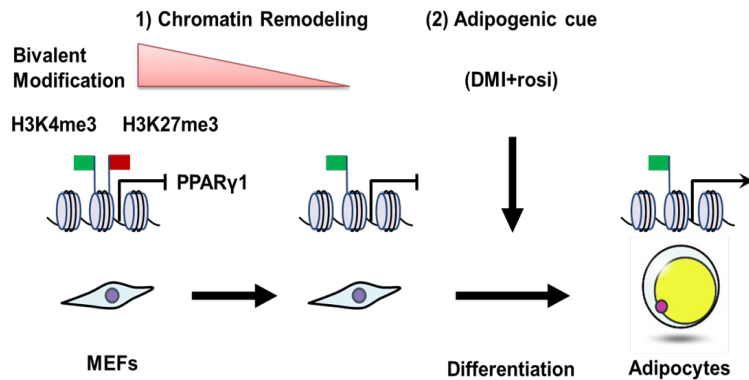 1) Chromatin Remodeling
(2) Adipogenic cue
Bivalent
Modification
(DMI+rosi)
H3K4me3 H3K27me3
PPARγ1
MEFs
Differentiation
Adipocytes